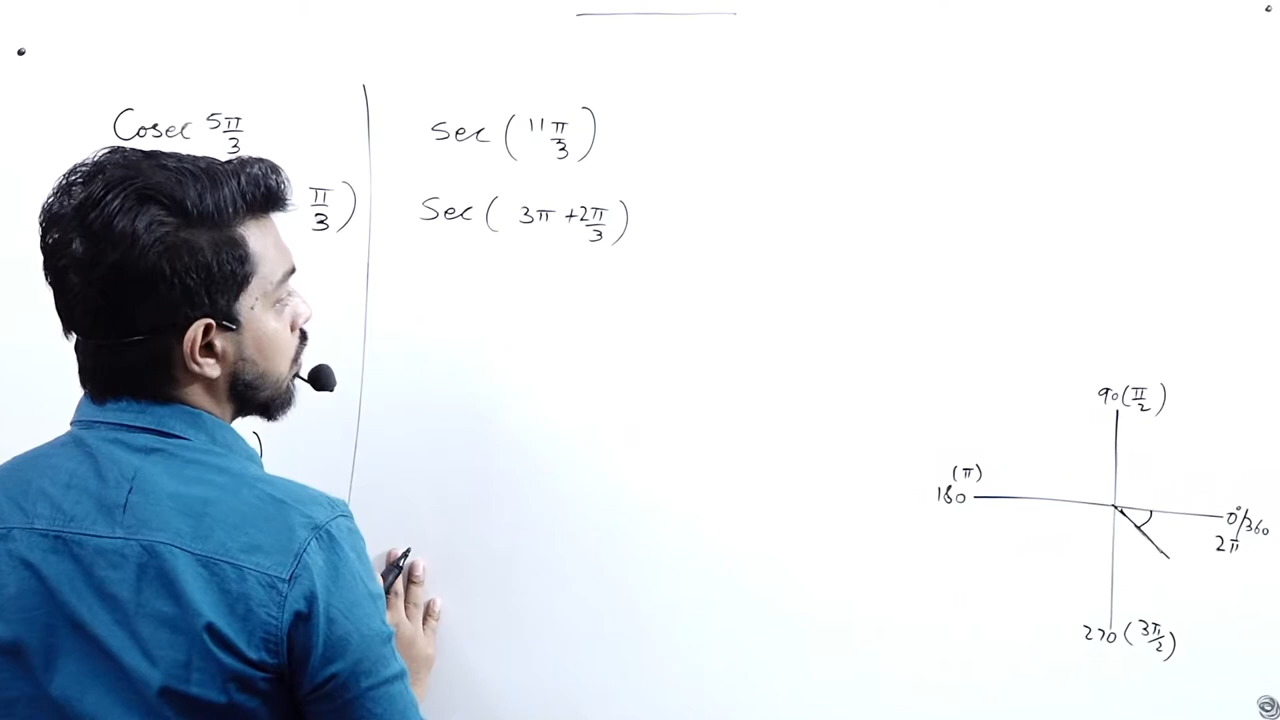 Cosec 5π/3
π/3)
)
Sec (11π/3)
Sec ( 3π + 2π/3)
90 (π/2)
(π)
180
0°/360
2π
270 (3π/2)